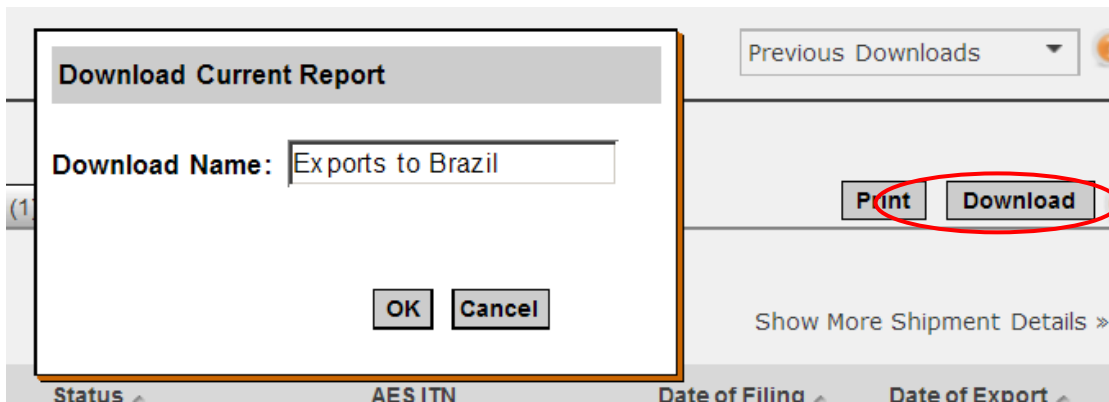 Previous Downloads
Download Current Report
Download Name: Exports to Brazil
(1)
Print Download
OK Cancel
Show More Shipment Details »
Status AES ITN Date of Filing Date of Export